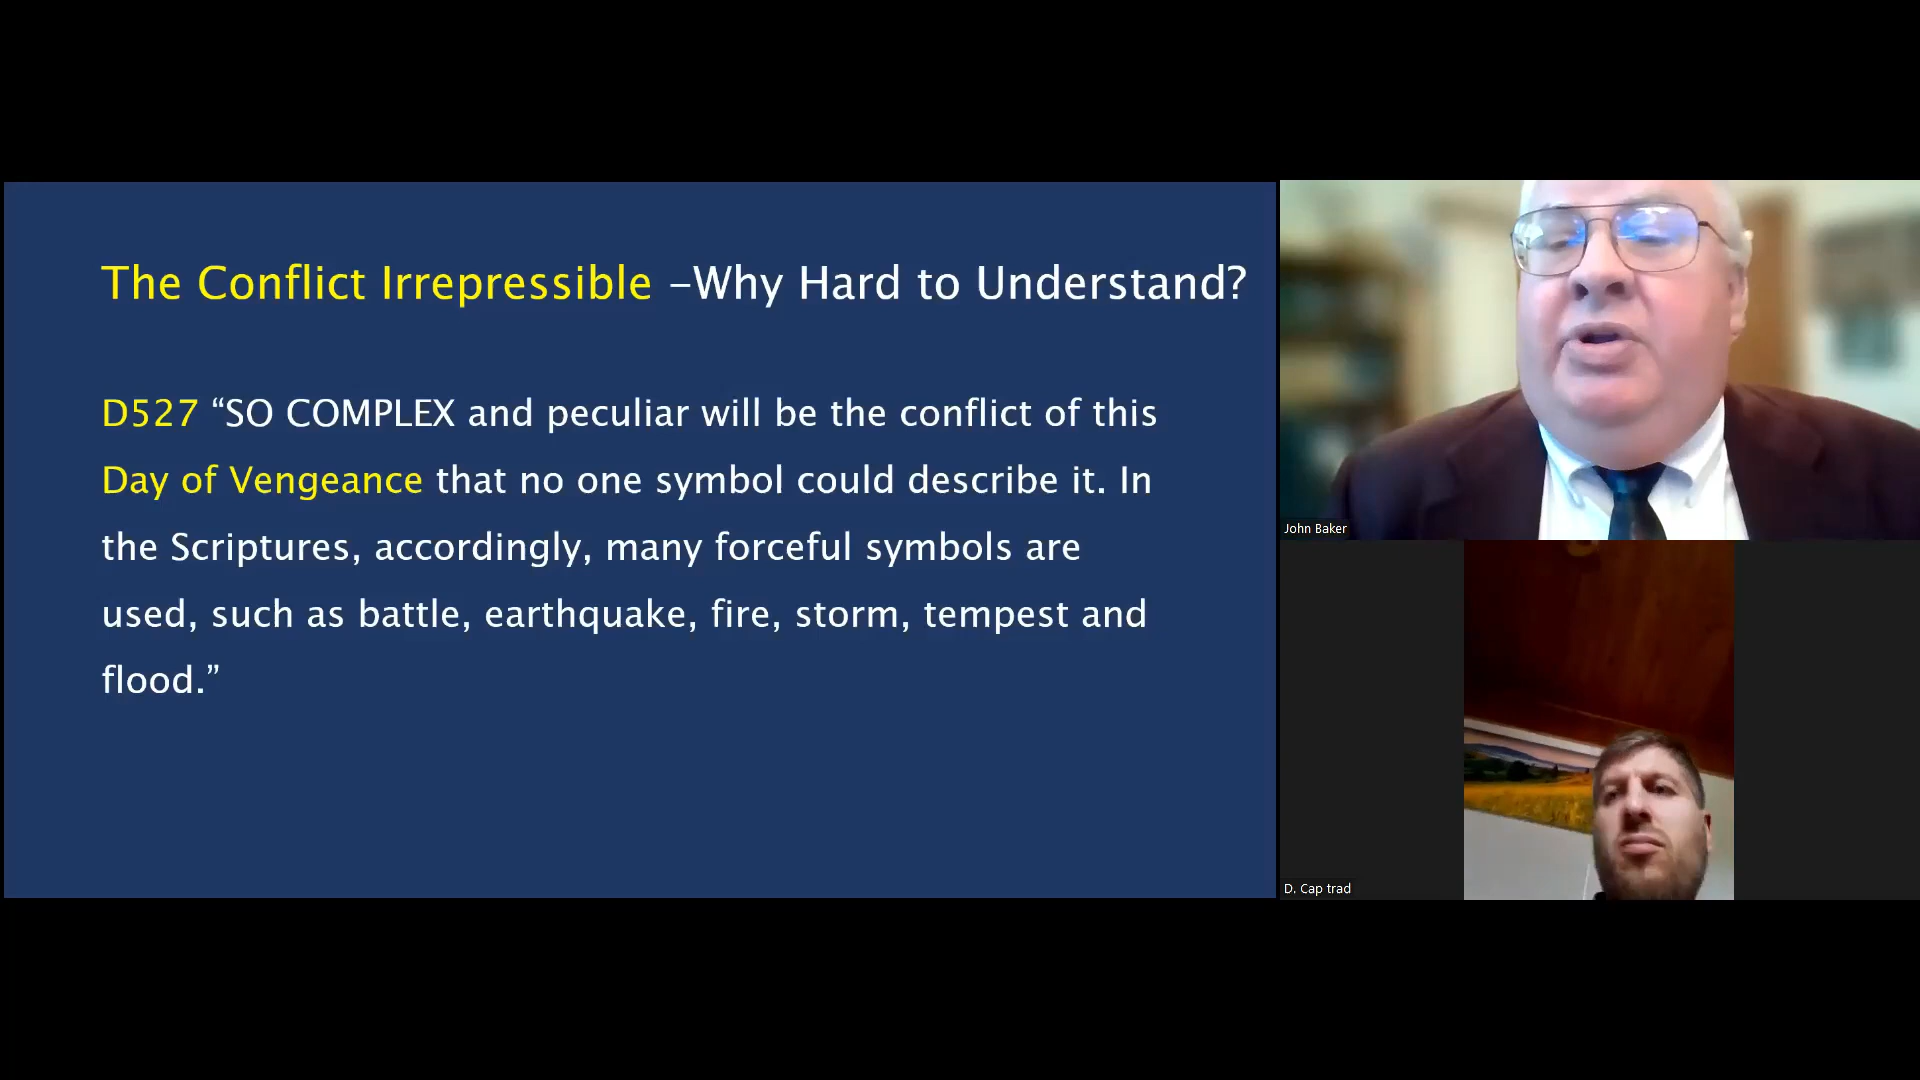 The Conflict Irrepressible –Why Hard to Understand?
D527 “SO COMPLEX and peculiar will be the conflict of this
Day of Vengeance that no one symbol could describe it. In
the Scriptures, accordingly, many forceful symbols are
used, such as battle, earthquake, fire, storm, tempest and
flood.”
John Baker
D. Cap trad